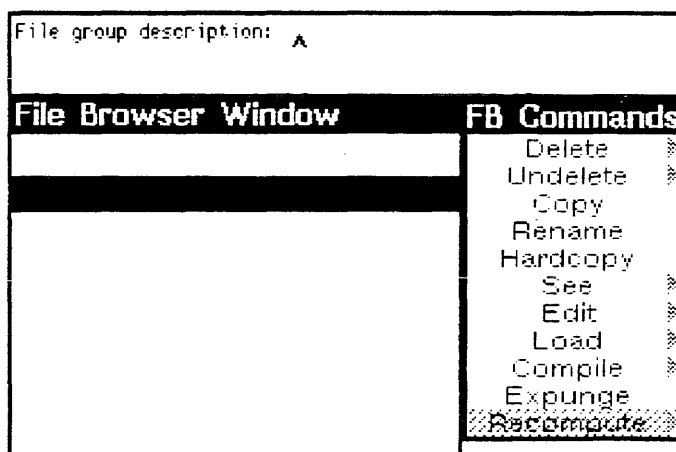 File group description:
File Browser Window
FB Commands
Delete
Undelete
Copy
Rename
Hardcopy
See
Edit
Load
Compile
Expunge
Recompute